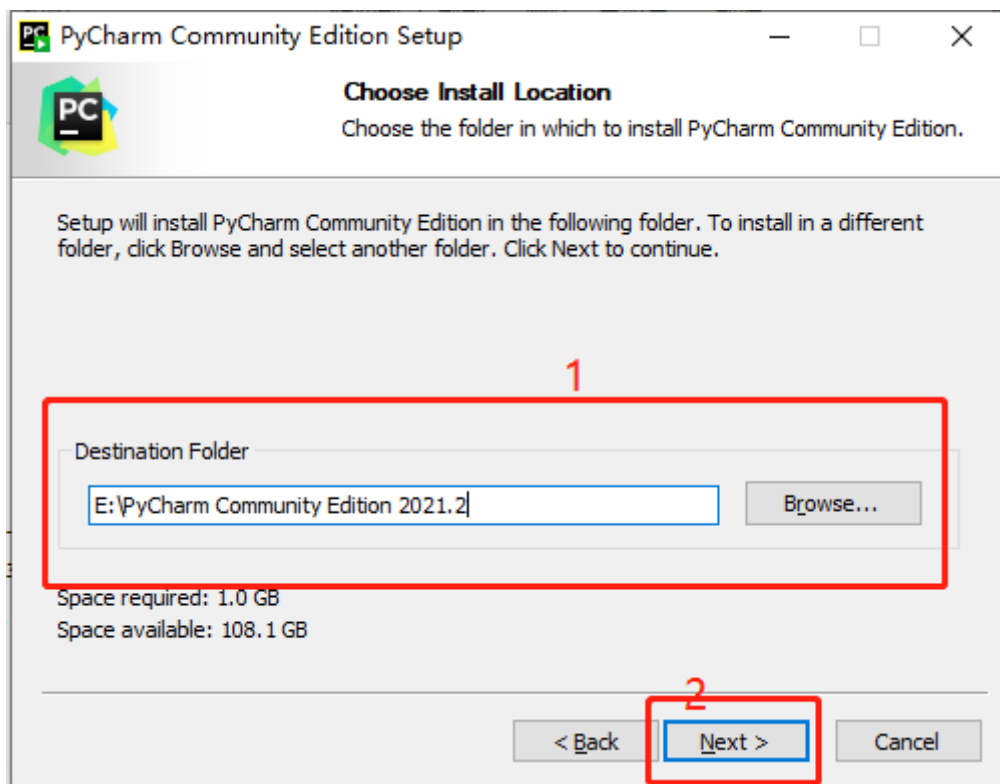 PyCharm Community Edition Setup
PC
Choose Install Location
Choose the folder in which to install PyCharm Community Edition.
Setup will install PyCharm Community Edition in the following folder. To install in a different
folder, click Browse and select another folder. Click Next to continue.
1
Destination Folder
E:\PyCharm Community Edition 2021.2
Browse...
Space required: 1.0 GB
Space available: 108.1 GB
2
< Back
Next >
Cancel